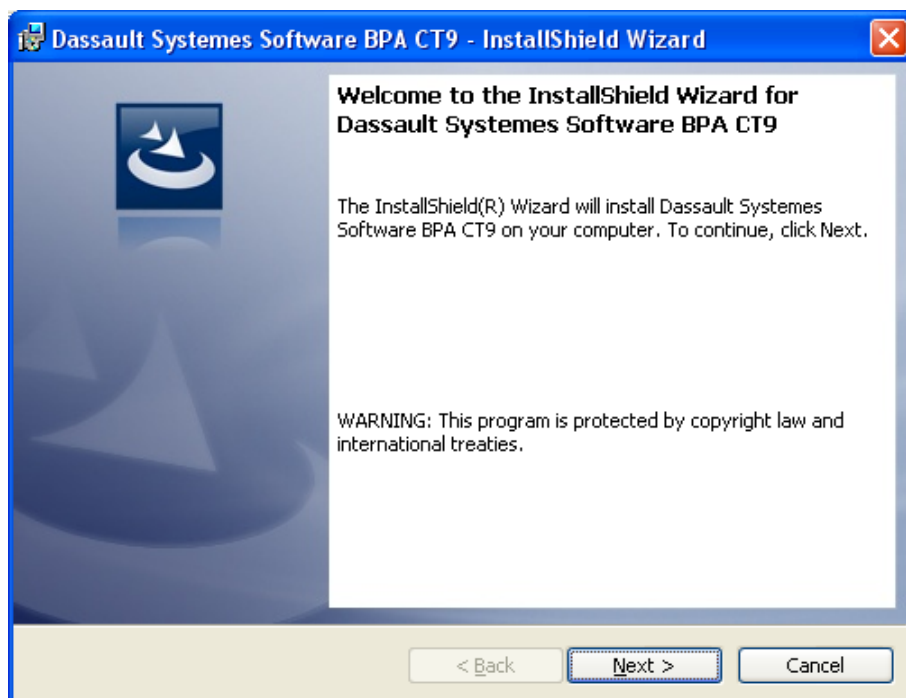 Dassault Systemes Software BPA CT9 - InstallShield Wizard
Welcome to the InstallShield Wizard for
Dassault Systemes Software BPA CT9
The InstallShield(R) Wizard will install Dassault Systemes
Software BPA CT9 on your computer. To continue, click Next.
WARNING: This program is protected by copyright law and
international treaties.
< Back Next > Cancel